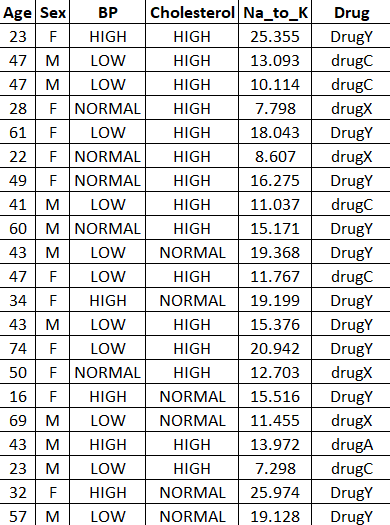 Age Sex BP Cholesterol Na_to_K Drug
23 F HIGH HIGH 25.355 DrugY
47 M LOW HIGH 13.093 drugC
47 M LOW HIGH 10.114 drugC
28 F NORMAL HIGH 7.798 drugX
61 F LOW HIGH 18.043 DrugY
22 F NORMAL HIGH 8.607 drugX
49 F NORMAL HIGH 16.275 DrugY
41 M LOW HIGH 11.037 drugC
60 M NORMAL HIGH 15.171 DrugY
43 M LOW NORMAL 19.368 DrugY
47 F LOW HIGH 11.767 drugC
34 F HIGH NORMAL 19.199 DrugY
43 M LOW HIGH 15.376 DrugY
74 F LOW HIGH 20.942 DrugY
50 F NORMAL HIGH 12.703 drugX
16 F HIGH NORMAL 15.516 DrugY
69 M LOW NORMAL 11.455 drugX
43 M HIGH HIGH 13.972 drugA
23 M LOW HIGH 7.298 drugC
32 F HIGH NORMAL 25.974 DrugY
57 M LOW NORMAL 19.128 DrugY